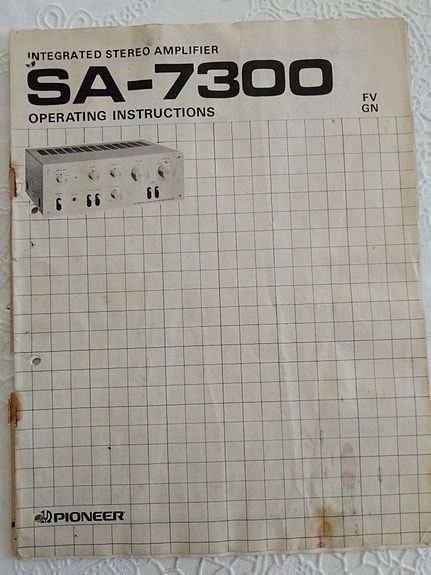 INTEGRATED STEREO AMPLIFIER
SA-7300
OPERATING INSTRUCTIONS
FV
GN
PIONEER